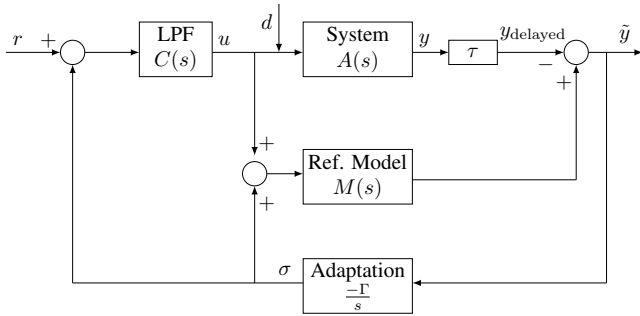 r
+
LPF
C(s)
u
d
System
A(s)
y
τ
y_delayed
−
+
ỹ
+
+
Ref. Model
M(s)
σ
Adaptation
−Γ
s